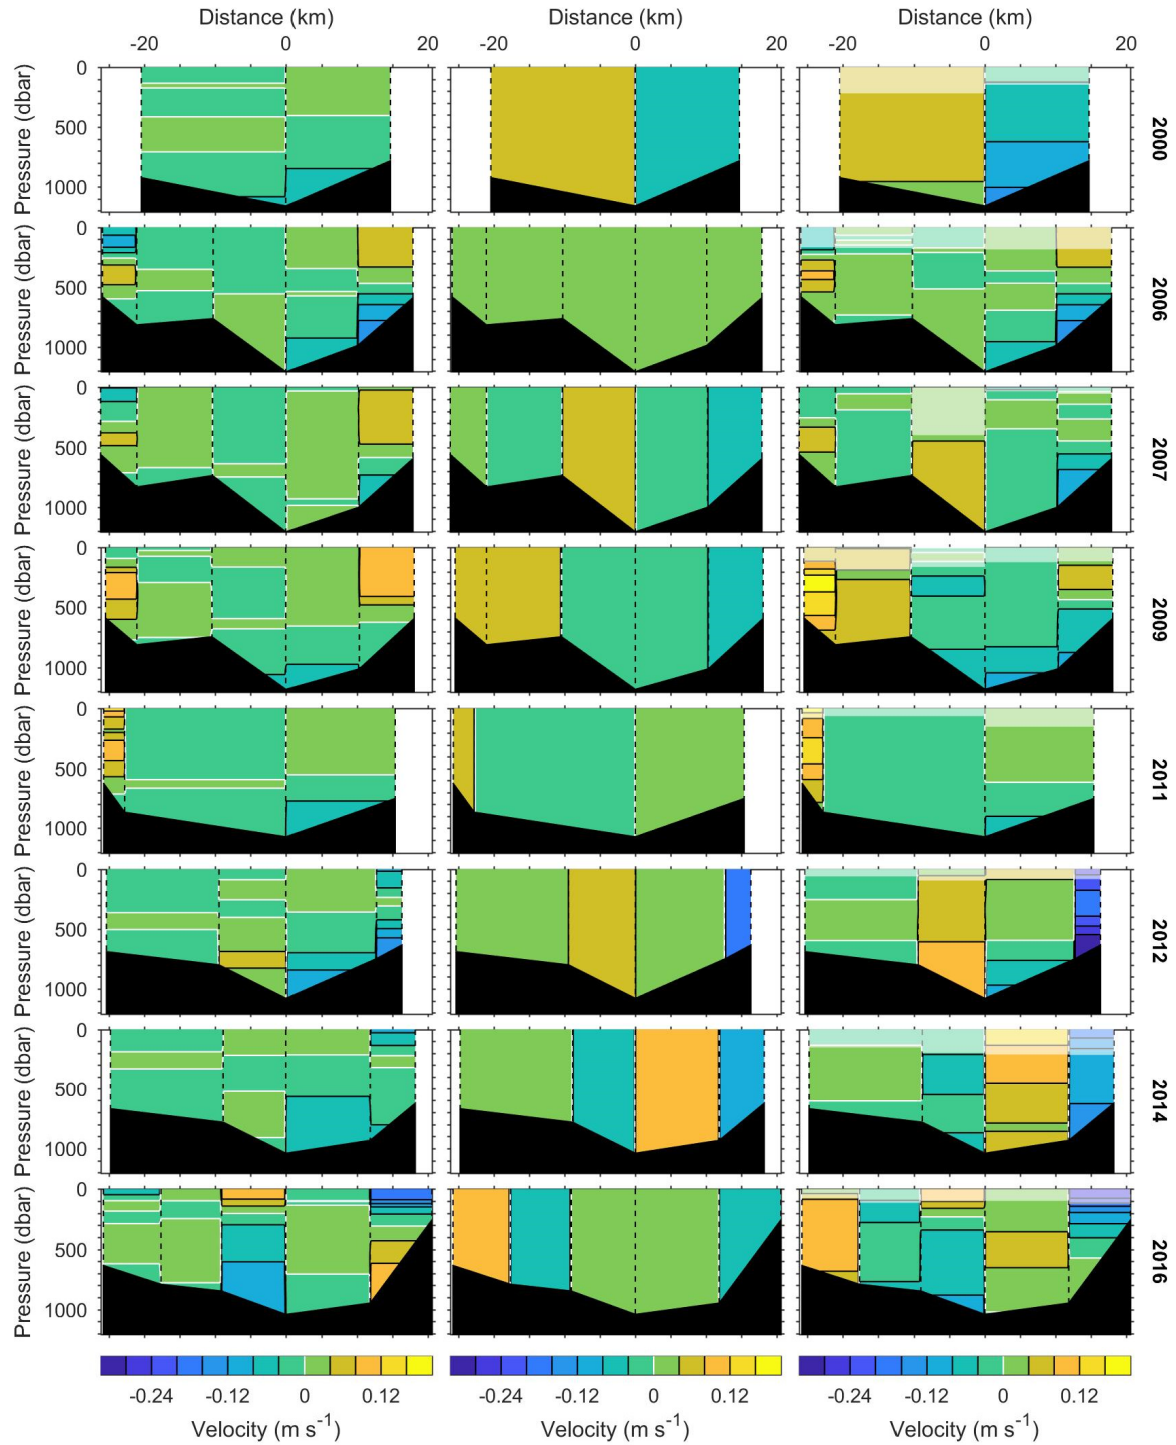 Distance (km) Distance (km) Distance (km)
-20 0 20 -20 0 20 -20 0 20
Pressure (dbar) 0 500 1000 2000
Pressure (dbar) 0 500 1000 2006
Pressure (dbar) 0 500 1000 2007
Pressure (dbar) 0 500 1000 2009
Pressure (dbar) 0 500 1000 2011
Pressure (dbar) 0 500 1000 2012
Pressure (dbar) 0 500 1000 2014
Pressure (dbar) 0 500 1000 2016
-0.24 -0.12 0 0.12 -0.24 -0.12 0 0.12 -0.24 -0.12 0 0.12
Velocity (m s⁻¹) Velocity (m s⁻¹) Velocity (m s⁻¹)